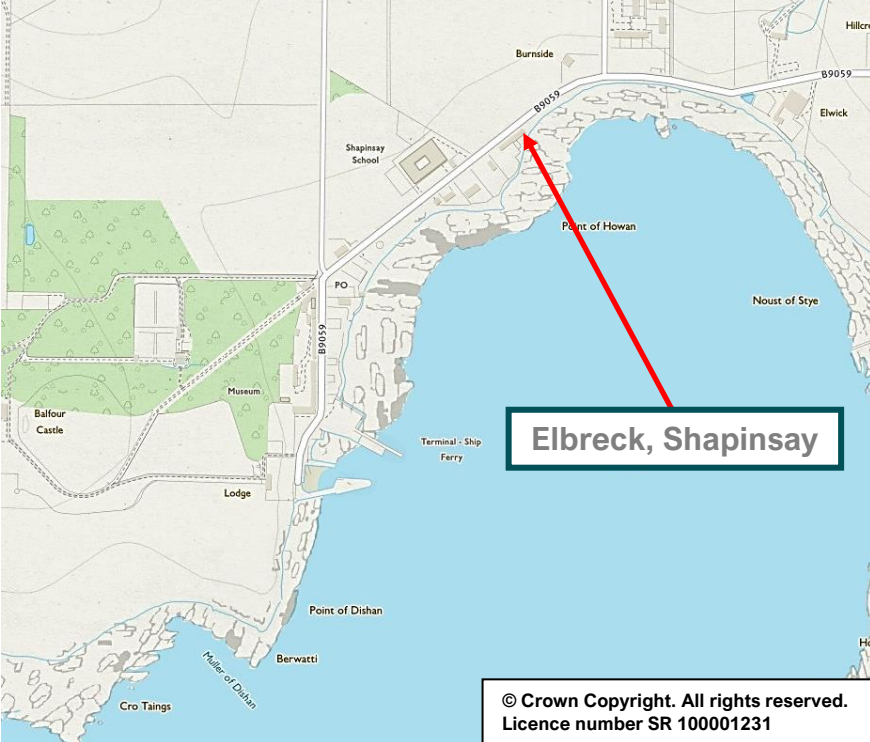 Burnside
Hillcre
B9059
B9059
Elwick
Shapinsay
School
Point of Howan
PO
Noust of Stye
B9059
Museum
Balfour
Castle
Elbreck, Shapinsay
Terminal - Ship
Ferry
Lodge
Point of Dishan
Berwatti
Muller of Dishan
Cro Taings
Ho
© Crown Copyright. All rights reserved.
Licence number SR 100001231